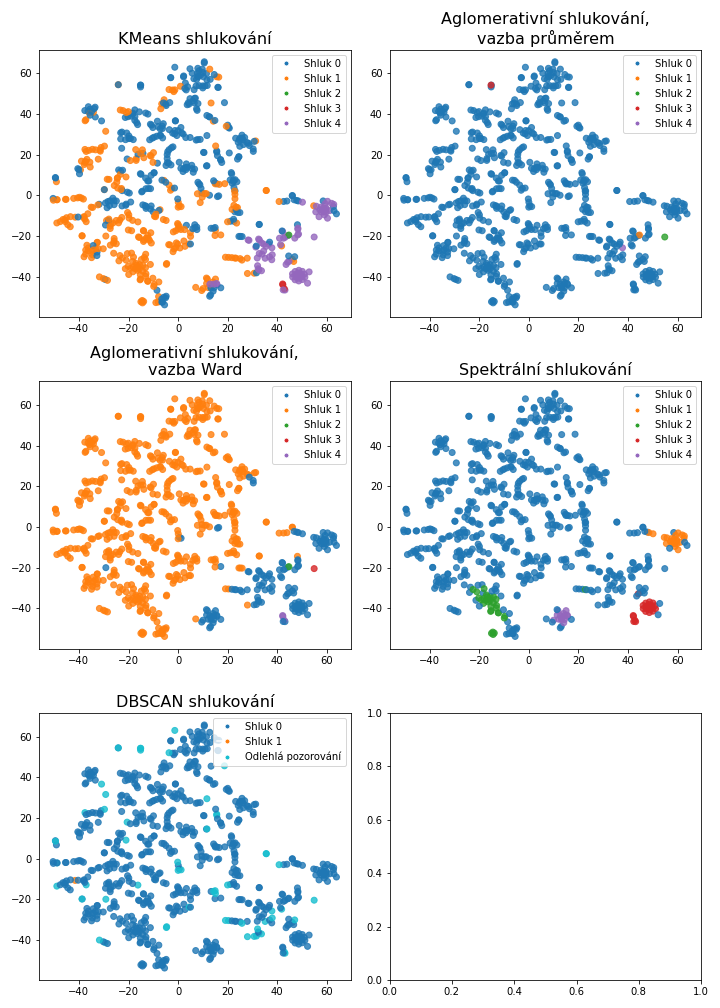 KMeans shlukování
Shluk 0
Shluk 1
Shluk 2
Shluk 3
Shluk 4
60
40
20
0
−20
−40
−40
−20
0
20
40
60
Aglomerativní shlukování,
vazba průměrem
Shluk 0
Shluk 1
Shluk 2
Shluk 3
Shluk 4
60
40
20
0
−20
−40
−40
−20
0
20
40
60
Aglomerativní shlukování,
vazba Ward
Shluk 0
Shluk 1
Shluk 2
Shluk 3
Shluk 4
60
40
20
0
−20
−40
−40
−20
0
20
40
60
Spektrální shlukování
Shluk 0
Shluk 1
Shluk 2
Shluk 3
Shluk 4
60
40
20
0
−20
−40
−40
−20
0
20
40
60
DBSCAN shlukování
Shluk 0
Shluk 1
Odlehlá pozorování
60
40
20
0
−20
−40
−40
−20
0
20
40
60
1.0
0.8
0.6
0.4
0.2
0.0
0.0
0.2
0.4
0.6
0.8
1.0